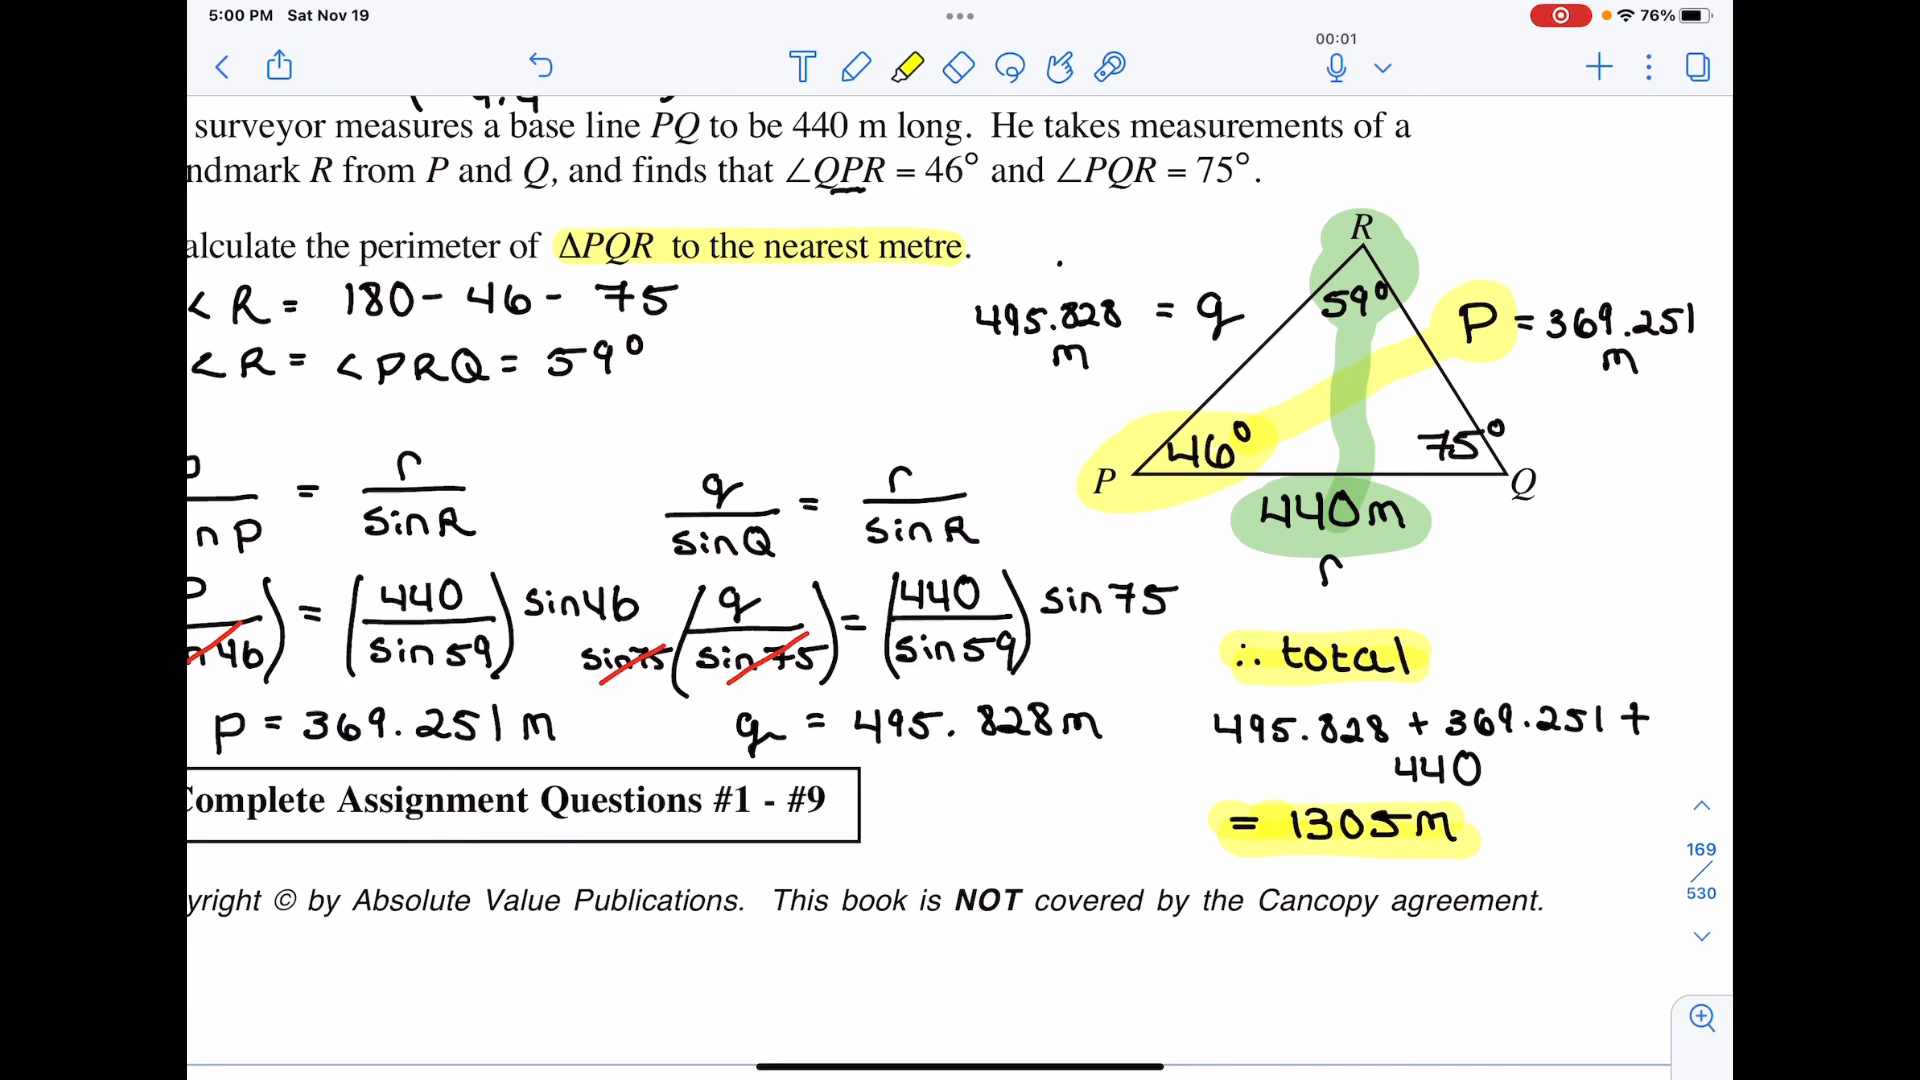 5:00 PM Sat Nov 19
76%
00:01
surveyor measures a base line PQ to be 440 m long. He takes measurements of a
ndmark R from P and Q, and finds that ∠QPR = 46° and ∠PQR = 75°.
alculate the perimeter of ΔPQR to the nearest metre.
< R = 180 - 46 - 75
< R = < PRQ = 59°
R
59°
495.828 = q
m
P = 369.251
m
46°
75°
P
Q
440m
r
r
n P = sin R
q = r
sin Q sin R
46) = (440 / sin 59) sin 46
sin75 (q / sin 75) = (440 / sin 59) sin 75
p = 369.251 m
q = 495.828m
∴ total
495.828 + 369.251 +
440
= 1305m
omplete Assignment Questions #1 - #9
169
530
yright © by Absolute Value Publications. This book is NOT covered by the Cancopy agreement.